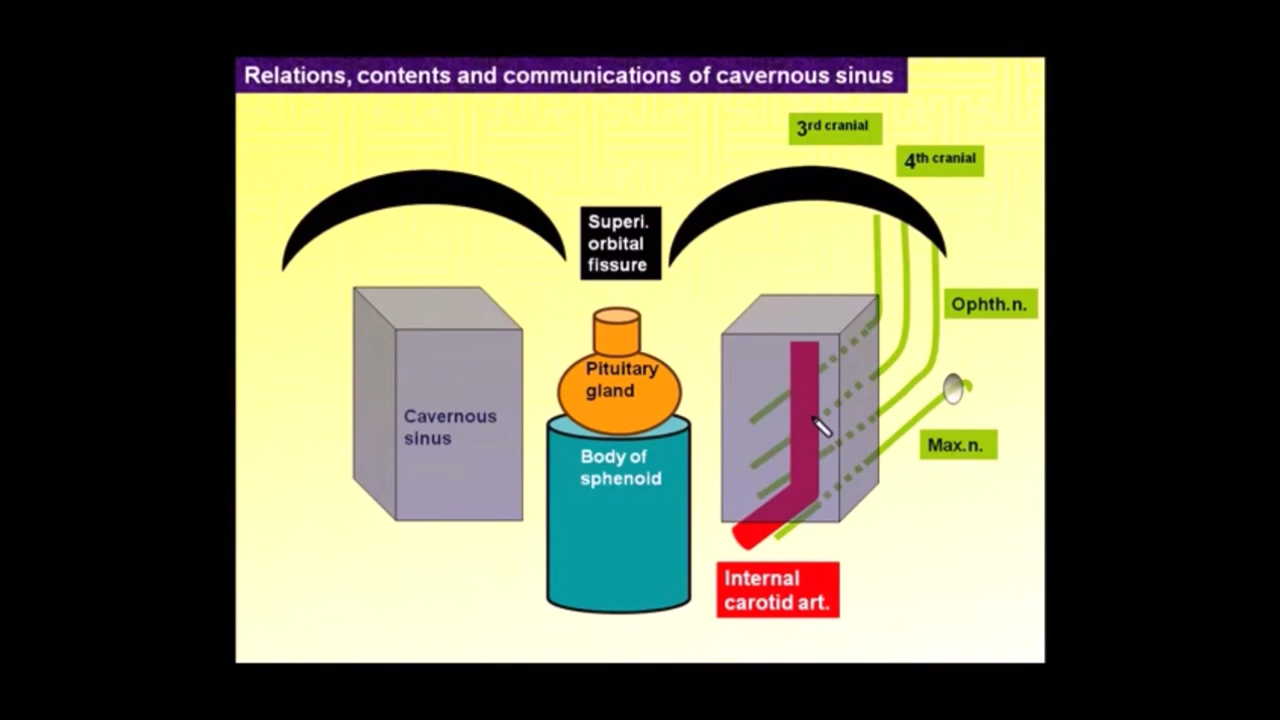 Relations, contents and communications of cavernous sinus
3rd cranial
4th cranial
Superi.
orbital
fissure
Ophth.n.
Pituitary
gland
Cavernous
sinus
Body of
sphenoid
Max.n.
Internal
carotid art.